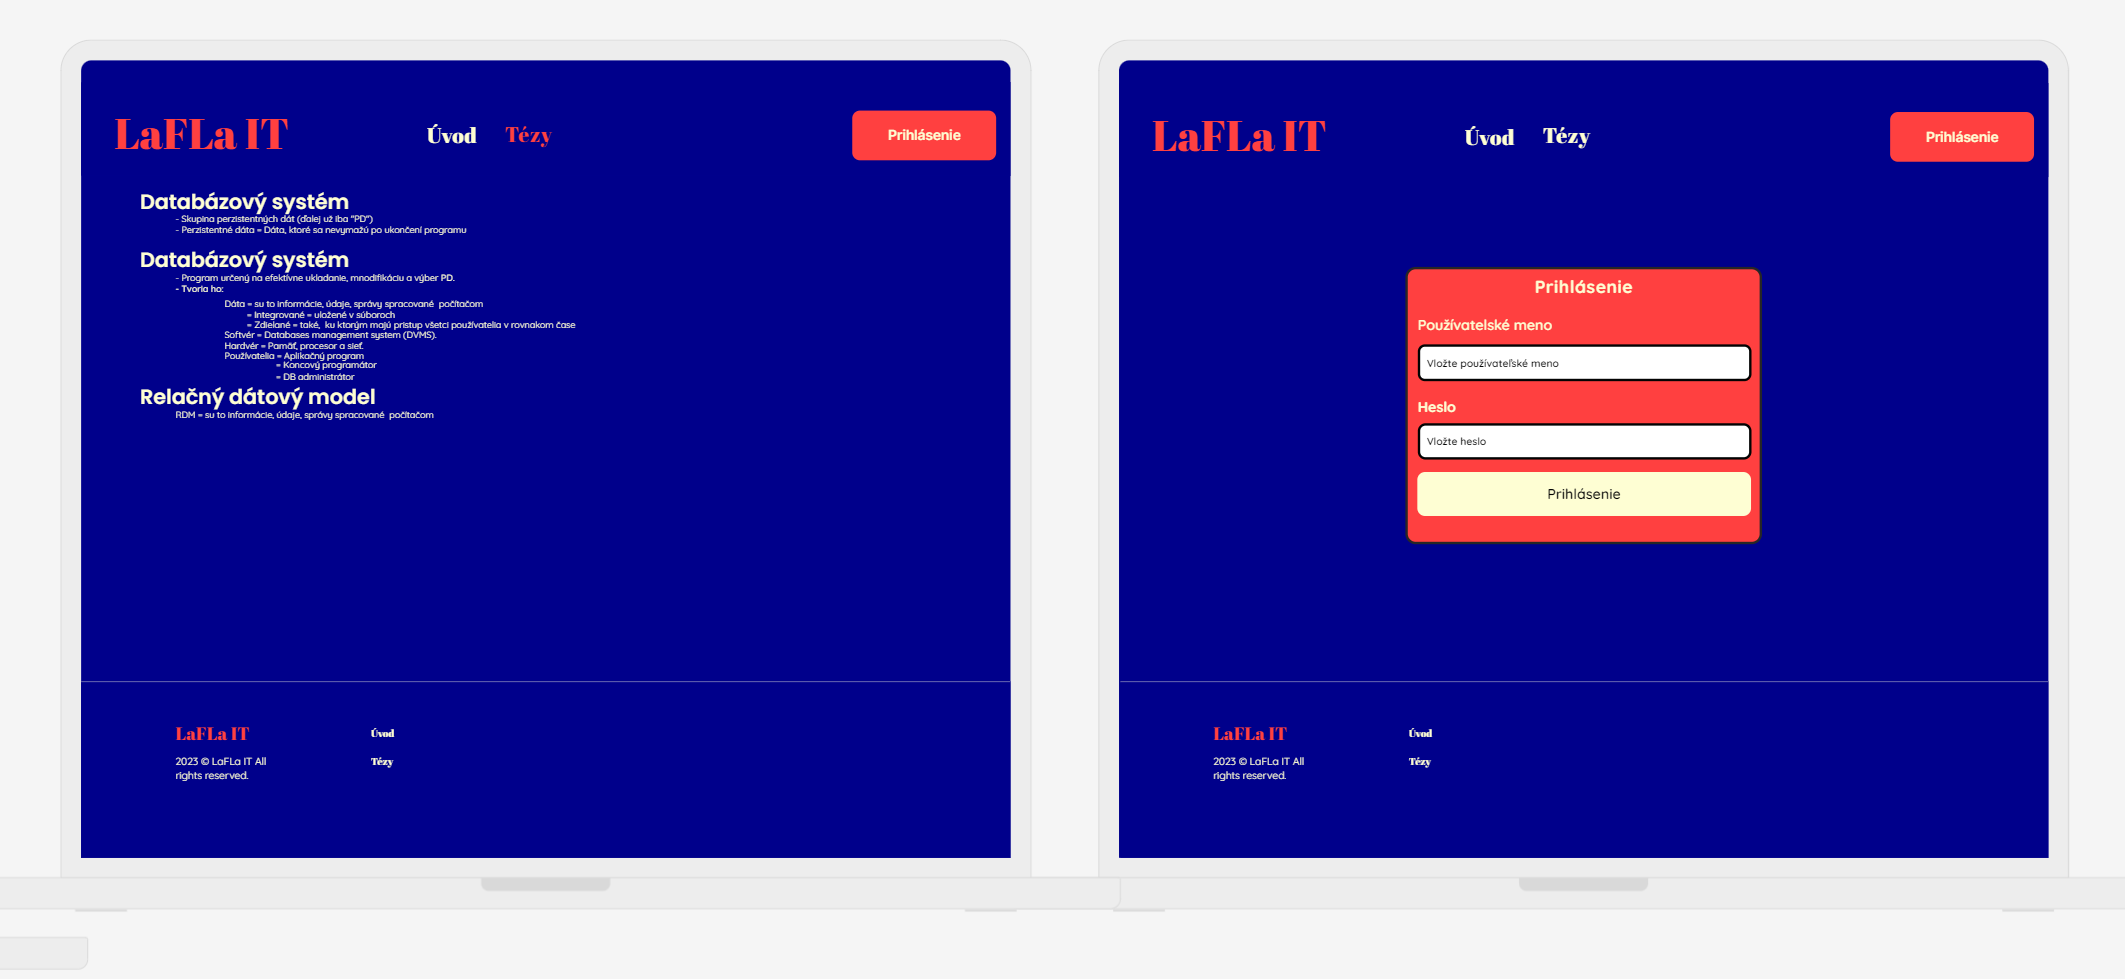 LaFLa IT
Úvod
Tézy
Prihlásenie
Databázový systém
- Skupina perzistentných dát (ďalej už iba "PD")
- Perzistentné dáta = Dáta, ktoré sa nevymažú po ukončení programu
Databázový systém
- Program určený na efektívne ukladanie, mnodifikáciu a výber PD.
- Tvoria ho:
Dáta = su to informácie, údaje, správy spracované počítačom
= Integrované = uložené v súboroch
= Zdielané = také, ku ktorým majú pristup všetci používatelia v rovnakom čase
Softvér = Databases management system (DVMS).
Hardvér = Pamäť, procesor a sieť.
Používatelia = Aplikačný program
= Koncový programátor
= DB administrátor
Relačný dátový model
RDM = su to informácie, údaje, správy spracované počítačom
LaFLa IT
2023 © LaFLa IT All
rights reserved.
Úvod
Tézy
LaFLa IT
Úvod
Tézy
Prihlásenie
Prihlásenie
Používatelské meno
Vložte používateľské meno
Heslo
Vložte heslo
Prihlásenie
LaFLa IT
2023 © LaFLa IT All
rights reserved.
Úvod
Tézy